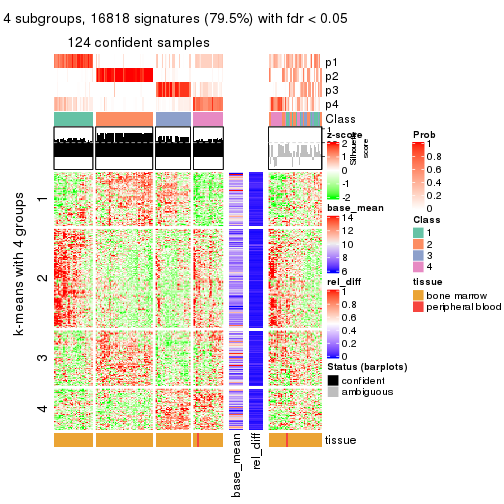 4 subgroups, 16818 signatures (79.5%) with fdr < 0.05
124 confident samples
p1
p2
p3
p4
Class
1
Silhouette score
k-means with 4 groups
1
2
3
4
tissue
base_mean
rel_diff
z-score
2
1
0
-1
-2
base_mean
14
12
10
8
6
rel_diff
1
0.8
0.6
0.4
0.2
0
Status (barplots)
confident
ambiguous
Prob
1
0.8
0.6
0.4
0.2
0
Class
1
2
3
4
tissue
bone marrow
peripheral blood